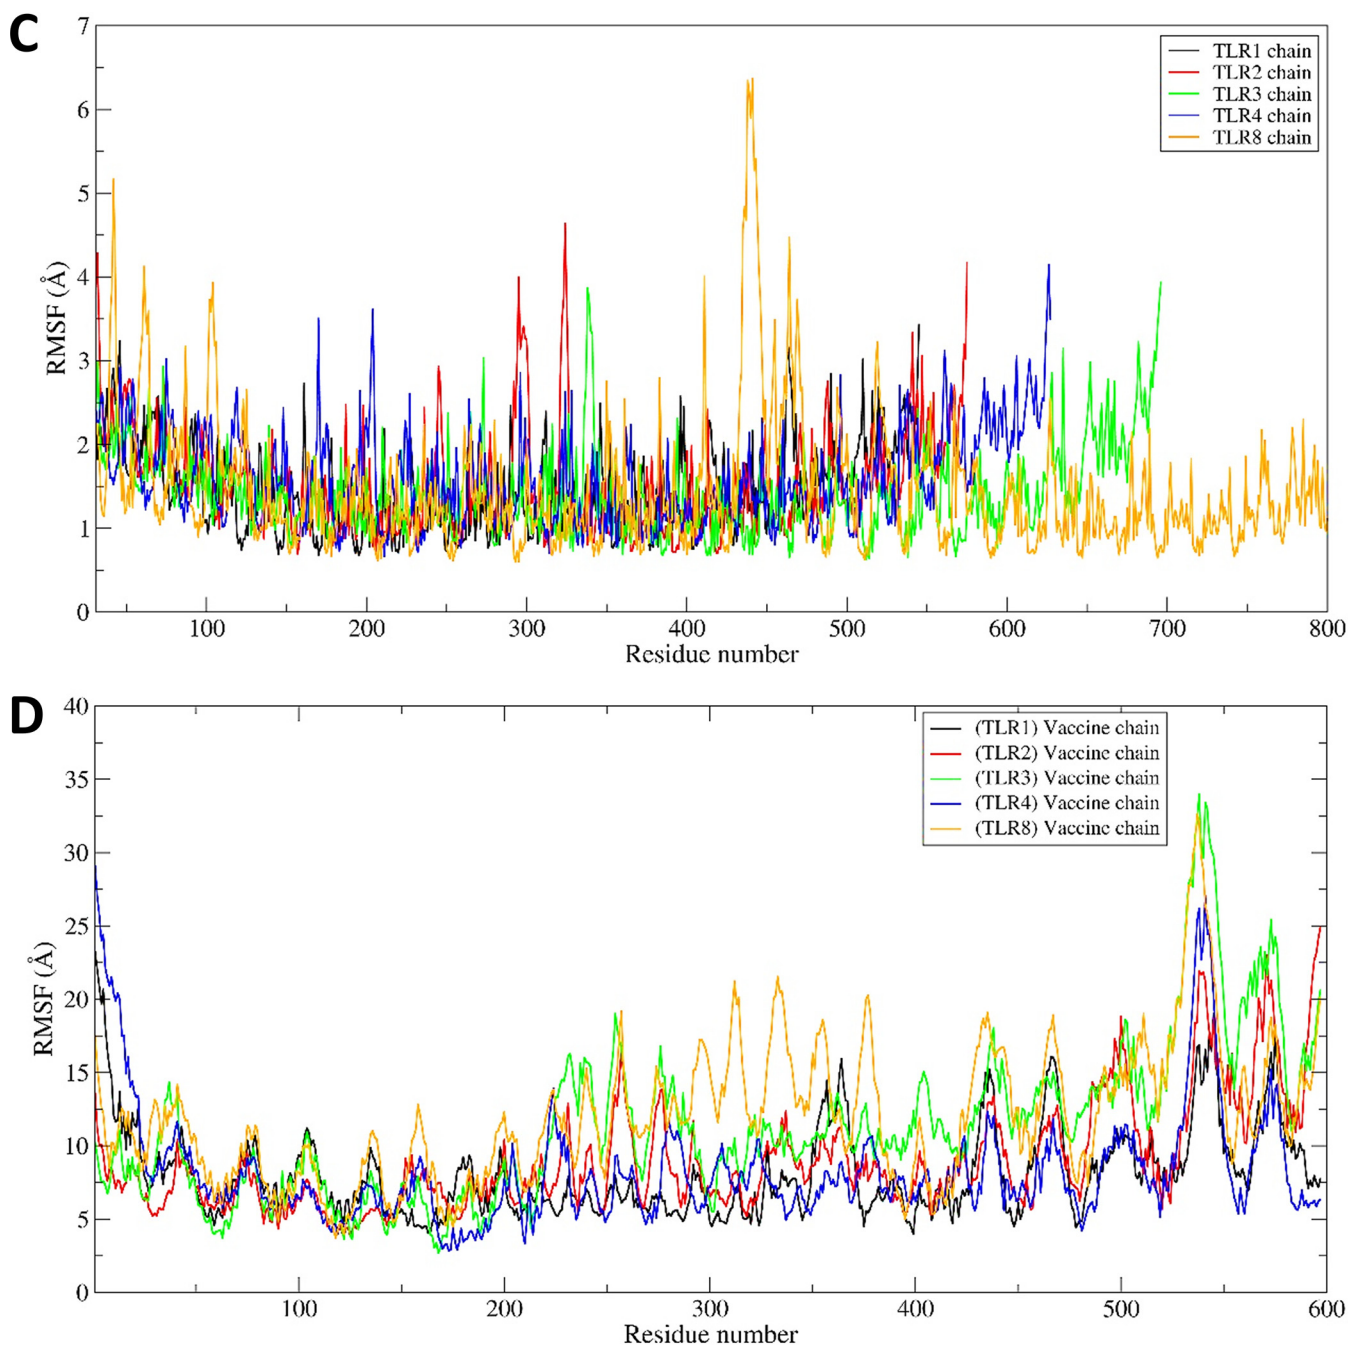 C
7
6
5
4
3
2
1
0
RMSF (Å)
TLR1 chain
TLR2 chain
TLR3 chain
TLR4 chain
TLR8 chain
100 200 300 400 500 600 700 800
Residue number
D
40
35
30
25
20
15
10
5
0
RMSF (Å)
(TLR1) Vaccine chain
(TLR2) Vaccine chain
(TLR3) Vaccine chain
(TLR4) Vaccine chain
(TLR8) Vaccine chain
100 200 300 400 500 600
Residue number